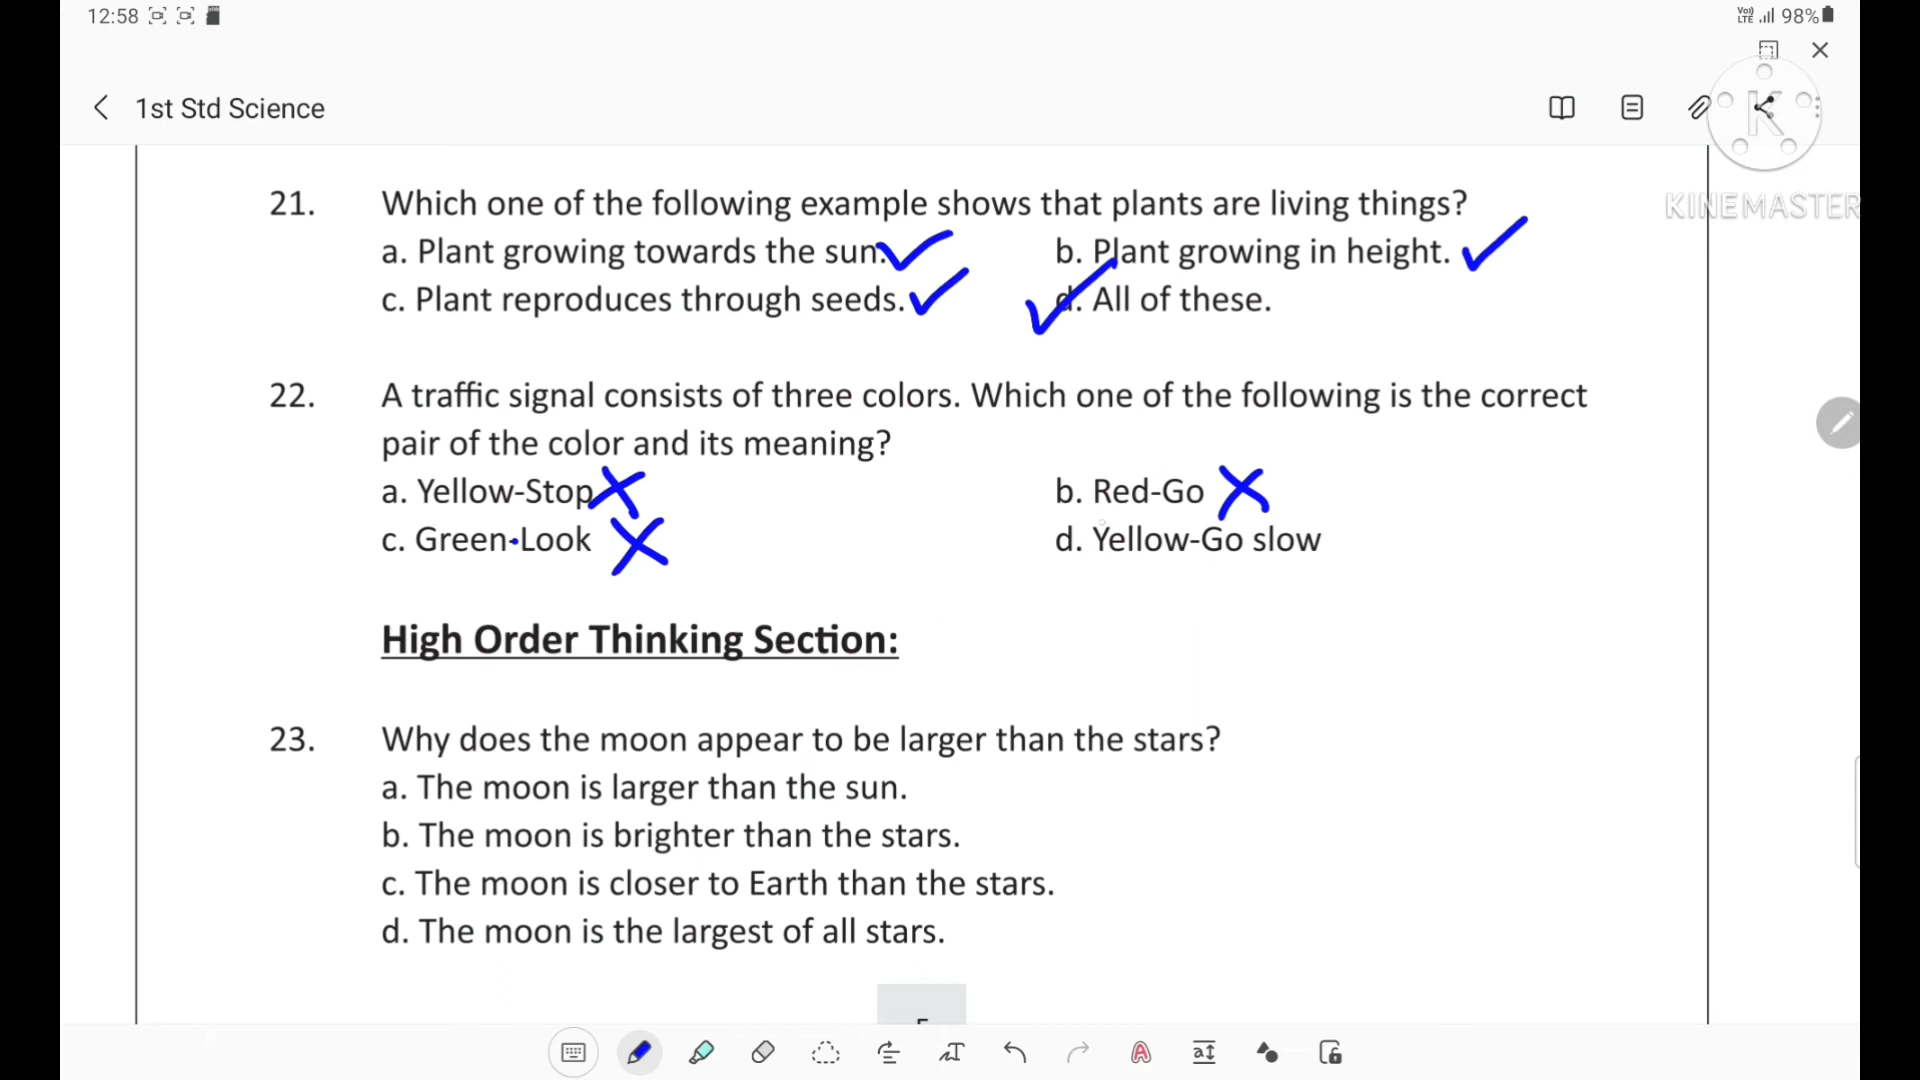 12:58
98%
1st Std Science
KINEMASTER
21. Which one of the following example shows that plants are living things?
a. Plant growing towards the sun. b. Plant growing in height.
c. Plant reproduces through seeds. d. All of these.
22. A traffic signal consists of three colors. Which one of the following is the correct
pair of the color and its meaning?
a. Yellow-Stop b. Red-Go
c. Green-Look d. Yellow-Go slow
High Order Thinking Section:
23. Why does the moon appear to be larger than the stars?
a. The moon is larger than the sun.
b. The moon is brighter than the stars.
c. The moon is closer to Earth than the stars.
d. The moon is the largest of all stars.